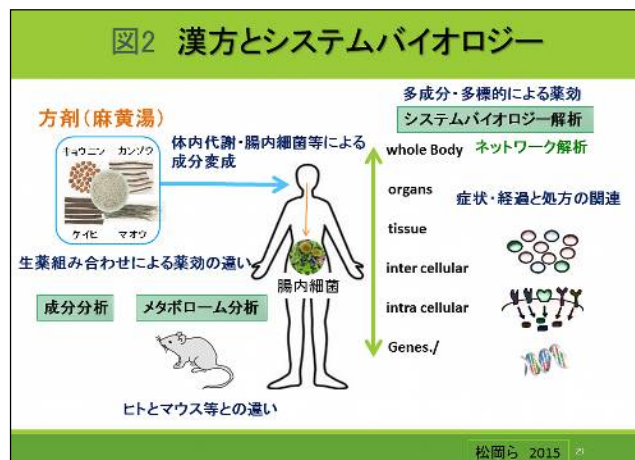 図2 漢方とシステムバイオロジー
方剤(麻黄湯)
キョウニン カンゾウ
ケイヒ マオウ
体内代謝・腸内細菌等による
成分変成
生薬組み合わせによる薬効の違い
成分分析
メタボローム分析
ヒトとマウス等との違い
腸内細菌
多成分・多標的による薬効
システムバイオロジー解析
ネットワーク解析
whole Body
organs
tissue
inter cellular
intra cellular
Genes./
症状・経過と処方の関連
松岡ら 2015